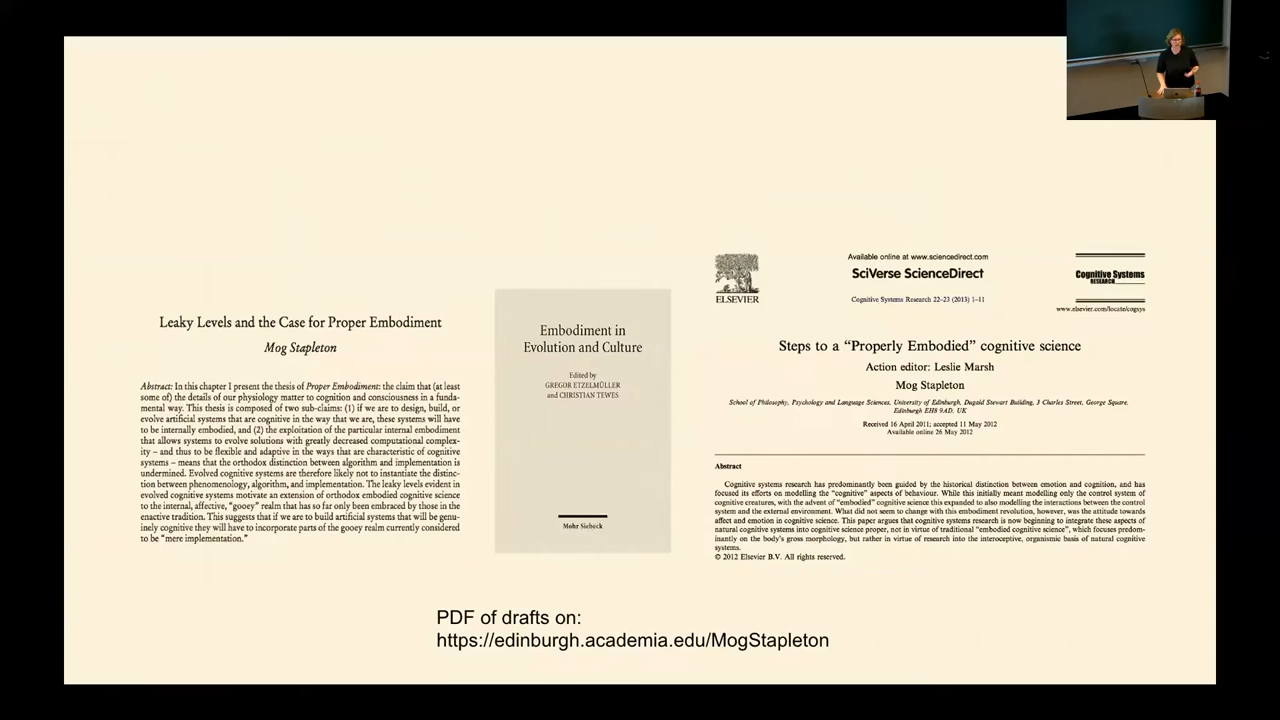 Leaky Levels and the Case for Proper Embodiment
Mog Stapleton
Abstract: In this chapter I present the thesis of Proper Embodiment: the claim that (at least
some of) the details of our physiology matter to cognition and consciousness in a funda-
mental way. This thesis is composed of two sub-claims: (1) if we are to design, build, or
evolve artificial systems that are cognitive in the way that we are, these systems will have
to be internally embodied, and (2) the exploitation of the particular internal embodiment
that allows systems to evolve solutions with greatly decreased computational complex-
ity – and thus to be flexible and adaptive in the ways that are characteristic of cognitive
systems – means that the orthodox distinction between algorithm and implementation is
undermined. Evolved cognitive systems are therefore likely not to instantiate the distinc-
tion between phenomenology, algorithm, and implementation. The leaky levels evident in
evolved cognitive systems motivate an extension of orthodox embodied cognitive science
to the internal, affective, “gooey” realm that has so far only been embraced by those in the
enactive tradition. This suggests that if we are to build artificial systems that will be genu-
inely cognitive they will have to incorporate parts of the gooey realm currently considered
to be “mere implementation.”
Embodiment in
Evolution and Culture
Edited by
GREGOR ETZELMÜLLER
and CHRISTIAN TEWES
Mohr Siebeck
ELSEVIER
Available online at www.sciencedirect.com
SciVerse ScienceDirect
Cognitive Systems Research 22–23 (2013) 1–11
Cognitive Systems
RESEARCH
www.elsevier.com/locate/cogsys
Steps to a “Properly Embodied” cognitive science
Action editor: Leslie Marsh
Mog Stapleton
School of Philosophy, Psychology and Language Sciences, University of Edinburgh, Dugald Stewart Building, 3 Charles Street, George Square,
Edinburgh EH8 9AD, UK
Received 16 April 2011; accepted 11 May 2012
Available online 26 May 2012
Abstract
Cognitive systems research has predominantly been guided by the historical distinction between emotion and cognition, and has
focused its efforts on modelling the “cognitive” aspects of behaviour. While this initially meant modelling only the control system of
cognitive creatures, with the advent of “embodied” cognitive science this expanded to also modelling the interactions between the control
system and the external environment. What did not seem to change with this embodiment revolution, however, was the attitude towards
affect and emotion in cognitive science. This paper argues that cognitive systems research is now beginning to integrate these aspects of
natural cognitive systems into cognitive science proper, not in virtue of traditional “embodied cognitive science”, which focuses predom-
inantly on the body’s gross morphology, but rather in virtue of research into the interoceptive, organismic basis of natural cognitive
systems.
© 2012 Elsevier B.V. All rights reserved.
PDF of drafts on:
https://edinburgh.academia.edu/MogStapleton